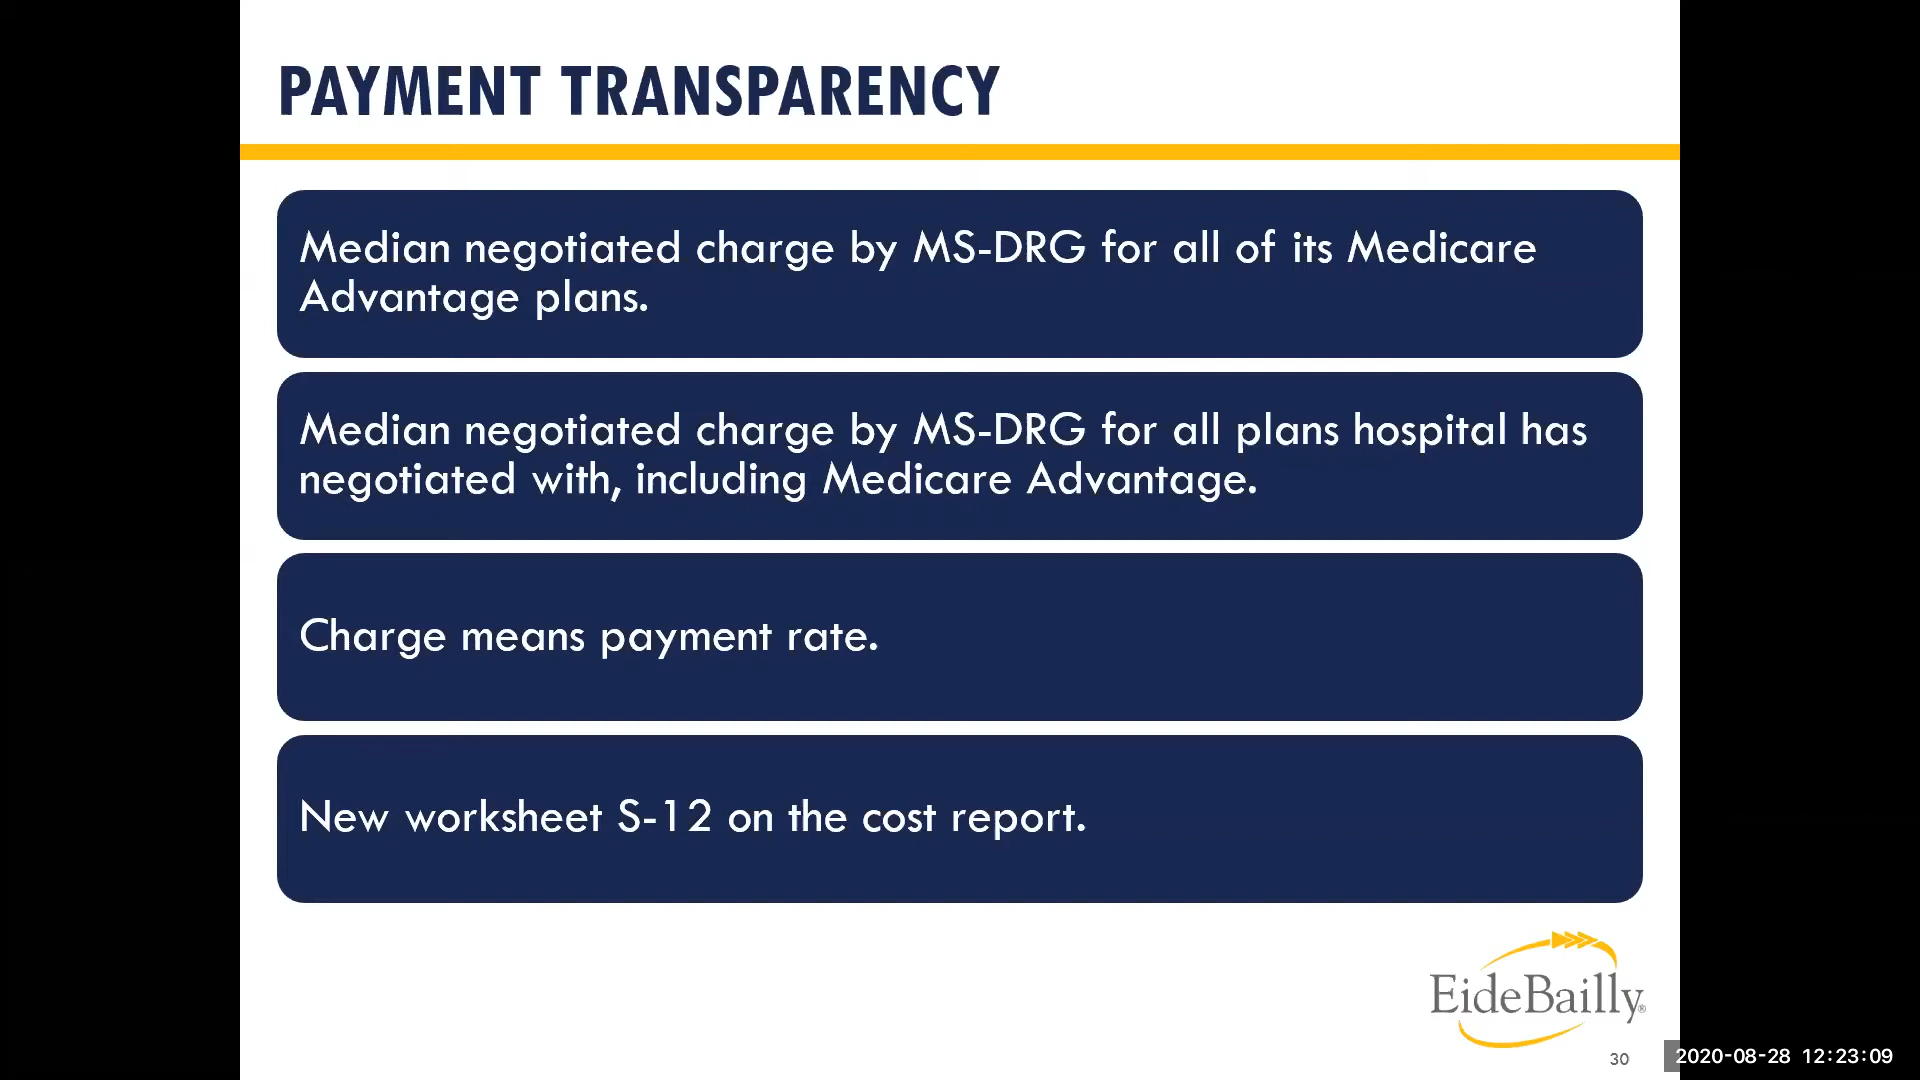 PAYMENT TRANSPARENCY
Median negotiated charge by MS-DRG for all of its Medicare
Advantage plans.
Median negotiated charge by MS-DRG for all plans hospital has
negotiated with, including Medicare Advantage.
Charge means payment rate.
New worksheet S-12 on the cost report.
EideBailly®
30
2020-08-28 12:23:09